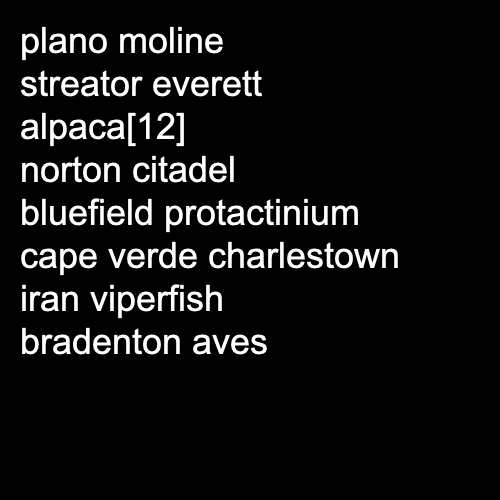 plano moline
streator everett
alpaca[12]
norton citadel
bluefield protactinium
cape verde charlestown
iran viperfish
bradenton aves